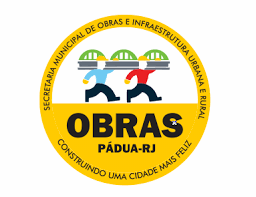 SECRETARIA MUNICIPAL DE OBRAS E INFRAESTRUTURA URBANA E RURAL
OBRAS
PÁDUA-RJ
CONSTRUINDO UMA CIDADE MAIS FELIZ